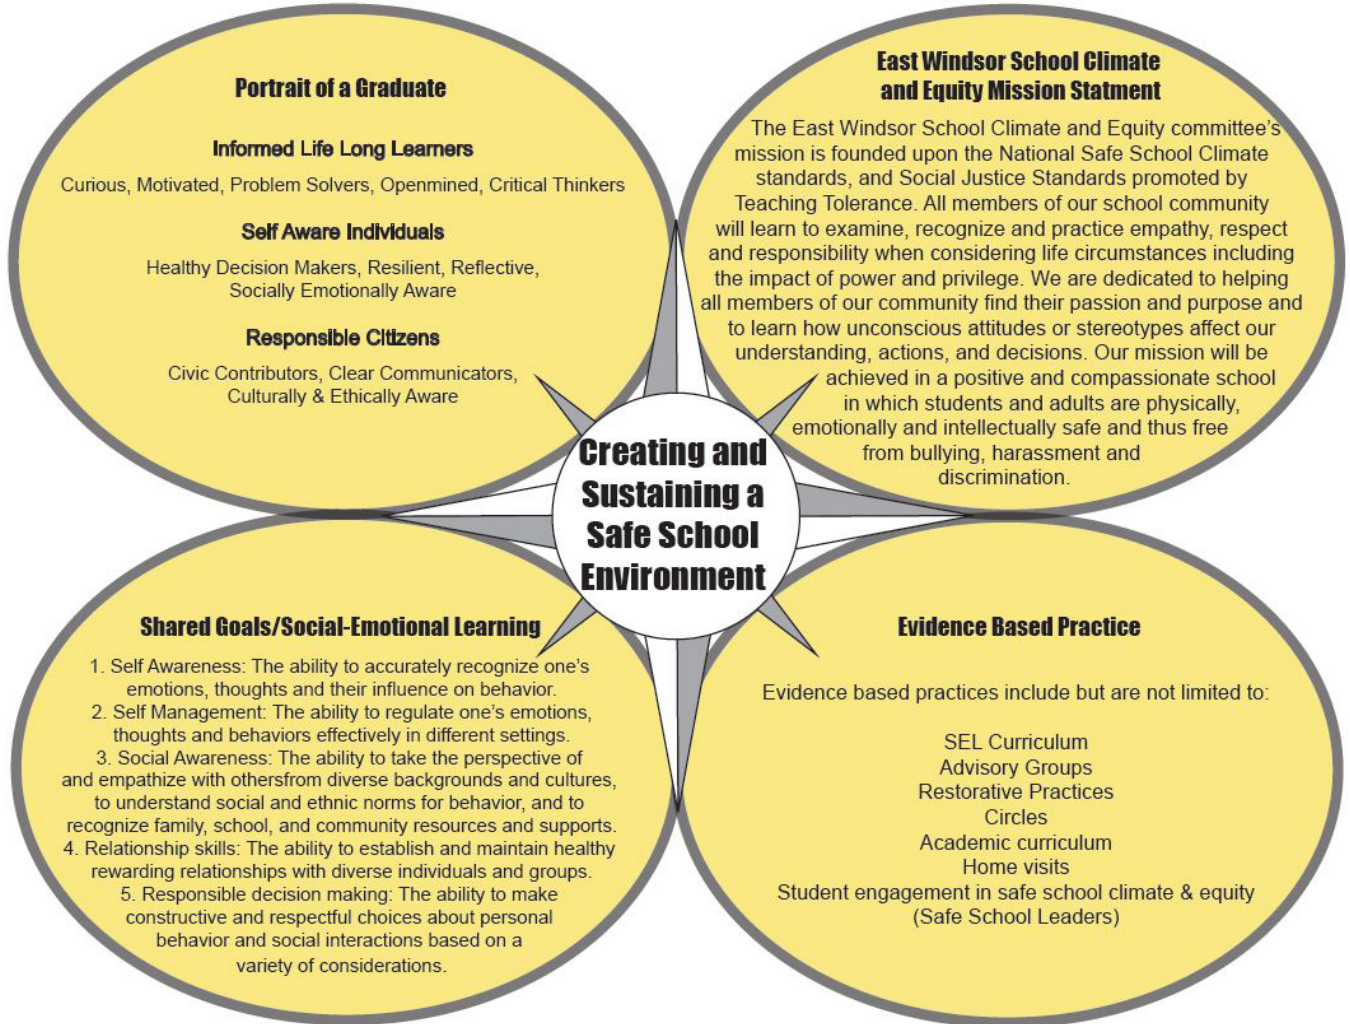 Portrait of a Graduate
Informed Life Long Learners
Curious, Motivated, Problem Solvers, Openmined, Critical Thinkers
Self Aware Individuals
Healthy Decision Makers, Resilient, Reflective,
Socially Emotionally Aware
Responsible Citizens
Civic Contributors, Clear Communicators,
Culturally & Ethically Aware
East Windsor School Climate
and Equity Mission Statment
The East Windsor School Climate and Equity committee's
mission is founded upon the National Safe School Climate
standards, and Social Justice Standards promoted by
Teaching Tolerance. All members of our school community
will learn to examine, recognize and practice empathy, respect
and responsibility when considering life circumstances including
the impact of power and privilege. We are dedicated to helping
all members of our community find their passion and purpose and
to learn how unconscious attitudes or stereotypes affect our
understanding, actions, and decisions. Our mission will be
achieved in a positive and compassionate school
in which students and adults are physically,
emotionally and intellectually safe and thus free
from bullying, harassment and
discrimination.
Creating and
Sustaining a
Safe School
Environment
Shared Goals/Social-Emotional Learning
1. Self Awareness: The ability to accurately recognize one's
emotions, thoughts and their influence on behavior.
2. Self Management: The ability to regulate one's emotions,
thoughts and behaviors effectively in different settings.
3. Social Awareness: The ability to take the perspective of
and empathize with othersfrom diverse backgrounds and cultures,
to understand social and ethnic norms for behavior, and to
recognize family, school, and community resources and supports.
4. Relationship skills: The ability to establish and maintain healthy
rewarding relationships with diverse individuals and groups.
5. Responsible decision making: The ability to make
constructive and respectful choices about personal
behavior and social interactions based on a
variety of considerations.
Evidence Based Practice
Evidence based practices include but are not limited to:
SEL Curriculum
Advisory Groups
Restorative Practices
Circles
Academic curriculum
Home visits
Student engagement in safe school climate & equity
(Safe School Leaders)